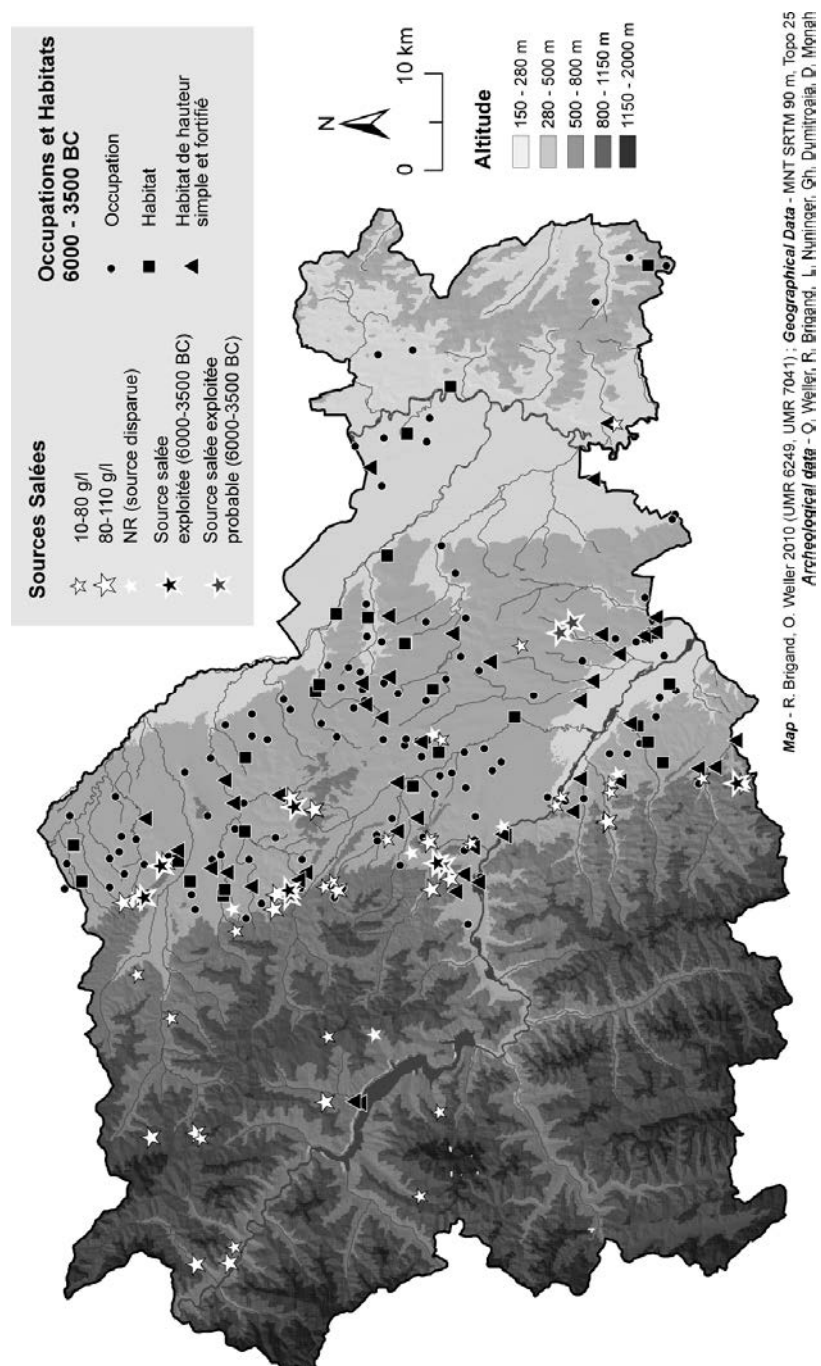 Sources Salées
10-80 g/l
80-110 g/l
NR (source disparue)
Source salée
exploitée (6000-3500 BC)
Source salée exploitée
probable (6000-3500 BC)
Occupations et Habitats
6000 - 3500 BC
Occupation
Habitat
Habitat de hauteur
simple et fortifié
N
0 10 km
Altitude
150 - 280 m
280 - 500 m
500 - 800 m
800 - 1150 m
1150 - 2000 m
Map - R. Brigand, O. Weller 2010 (UMR 6249, UMR 7041) ; Geographical Data - MNT SRTM 90 m, Topo 25
Archeological data - O. Weller, R. Brigand, L. Nuninger, Gh. Dumitroaia, D. Monah